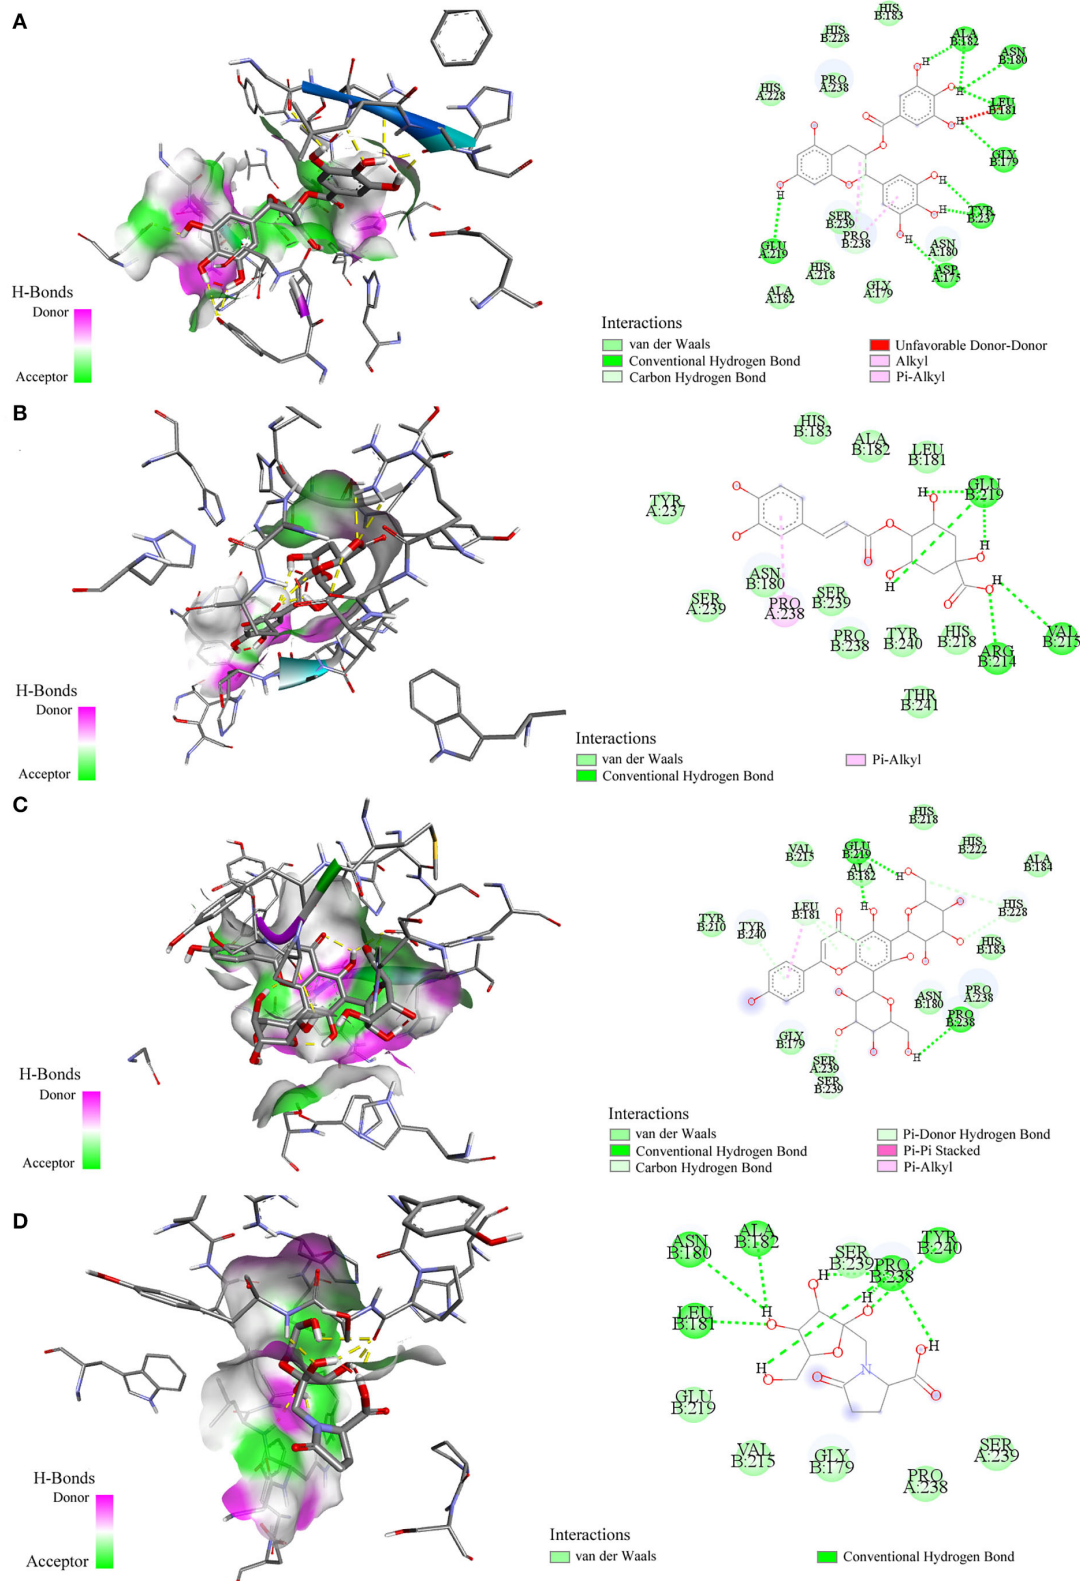 A
H-Bonds
Donor
Acceptor
HIS
B:183
HIS
B:228
ALA
B:182
ASN
B:180
HIS
A:228
PRO
A:238
LEU
B:181
GLY
B:179
TYR
B:237
SER
B:239
PRO
B:238
ASN
A:180
GLU
A:219
HIS
A:218
ASP
A:175
ALA
A:182
GLY
A:179
H
H
H
H
H
H
H
O
O
O
O
O
Interactions
van der Waals
Conventional Hydrogen Bond
Carbon Hydrogen Bond
Unfavorable Donor-Donor
Alkyl
Pi-Alkyl
B
H-Bonds
Donor
Acceptor
HIS
B:183
ALA
B:182
LEU
B:181
GLU
B:219
TYR
A:237
ASN
B:180
SER
A:239
PRO
A:238
SER
B:239
PRO
B:238
TYR
B:240
HIS
B:218
ARG
B:214
VAL
B:215
THR
B:241
H
H
H
H
O
O
O
Interactions
van der Waals
Conventional Hydrogen Bond
Pi-Alkyl
C
H-Bonds
Donor
Acceptor
HIS
B:218
VAL
B:215
GLU
B:219
ALA
B:182
HIS
B:222
ALA
B:184
LEU
B:181
HIS
B:228
TYR
B:210
TYR
B:240
HIS
B:183
ASN
B:180
PRO
A:238
PRO
B:238
GLY
B:179
SER
A:239
SER
B:239
H
H
H
O
O
O
Interactions
van der Waals
Conventional Hydrogen Bond
Carbon Hydrogen Bond
Pi-Donor Hydrogen Bond
Pi-Pi Stacked
Pi-Alkyl
D
H-Bonds
Donor
Acceptor
ASN
B:180
ALA
B:182
SER
B:239
PRO
B:238
TYR
B:240
LEU
B:181
GLU
B:219
VAL
B:215
GLY
B:179
PRO
A:238
SER
A:239
H
H
H
H
H
O
O
N
O
Interactions
van der Waals
Conventional Hydrogen Bond